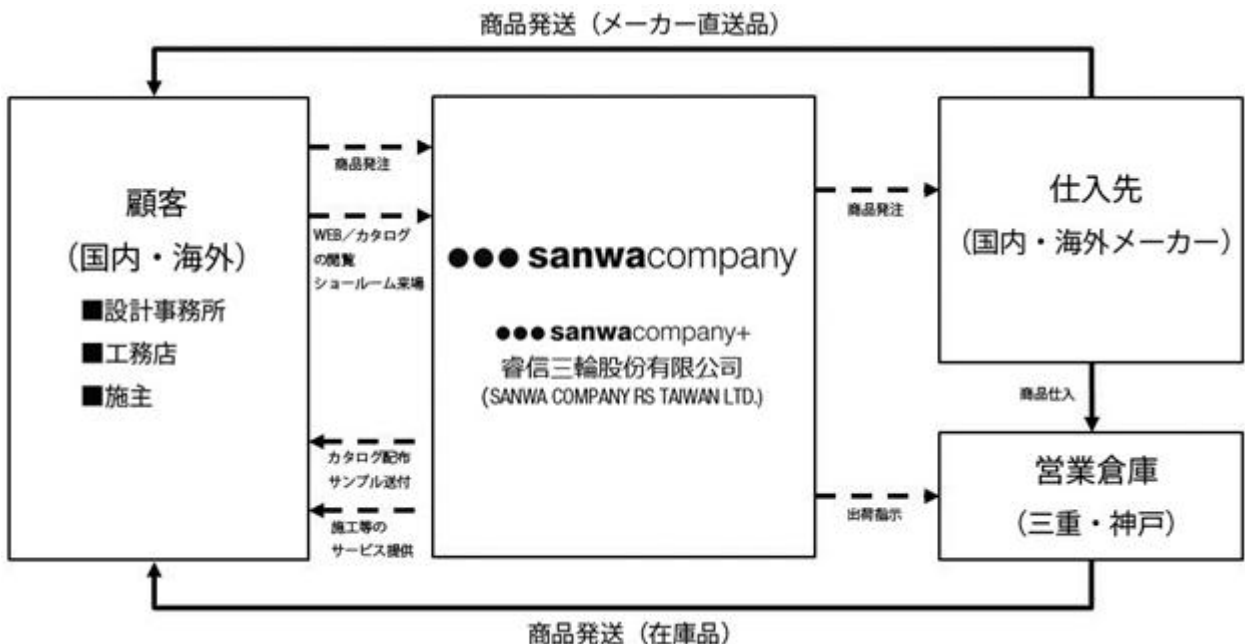 商品発送（メーカー直送品）
顧客
（国内・海外）
■設計事務所
■工務店
■施主
商品発注
WEB／カタログ
の閲覧
ショールーム来場
カタログ配布
サンプル送付
施工等の
サービス提供
●●● sanwacompany
●●● sanwacompany+
睿信三輪股份有限公司
(SANWA COMPANY RS TAIWAN LTD.)
商品発注
出荷指示
仕入先
（国内・海外メーカー）
商品仕入
営業倉庫
（三重・神戸）
商品発送（在庫品）